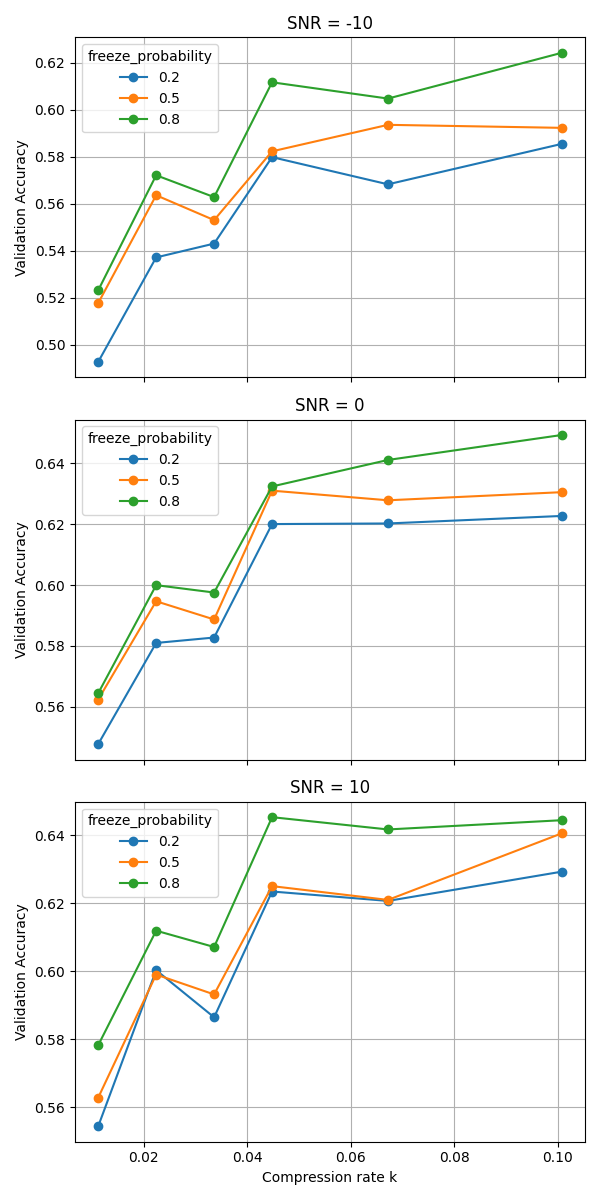 SNR = -10
freeze_probability
0.2
0.5
0.8
0.62
0.60
0.58
0.56
0.54
0.52
0.50
Validation Accuracy
SNR = 0
freeze_probability
0.2
0.5
0.8
0.64
0.62
0.60
0.58
0.56
Validation Accuracy
SNR = 10
freeze_probability
0.2
0.5
0.8
0.64
0.62
0.60
0.58
0.56
Validation Accuracy
0.02 0.04 0.06 0.08 0.10
Compression rate k